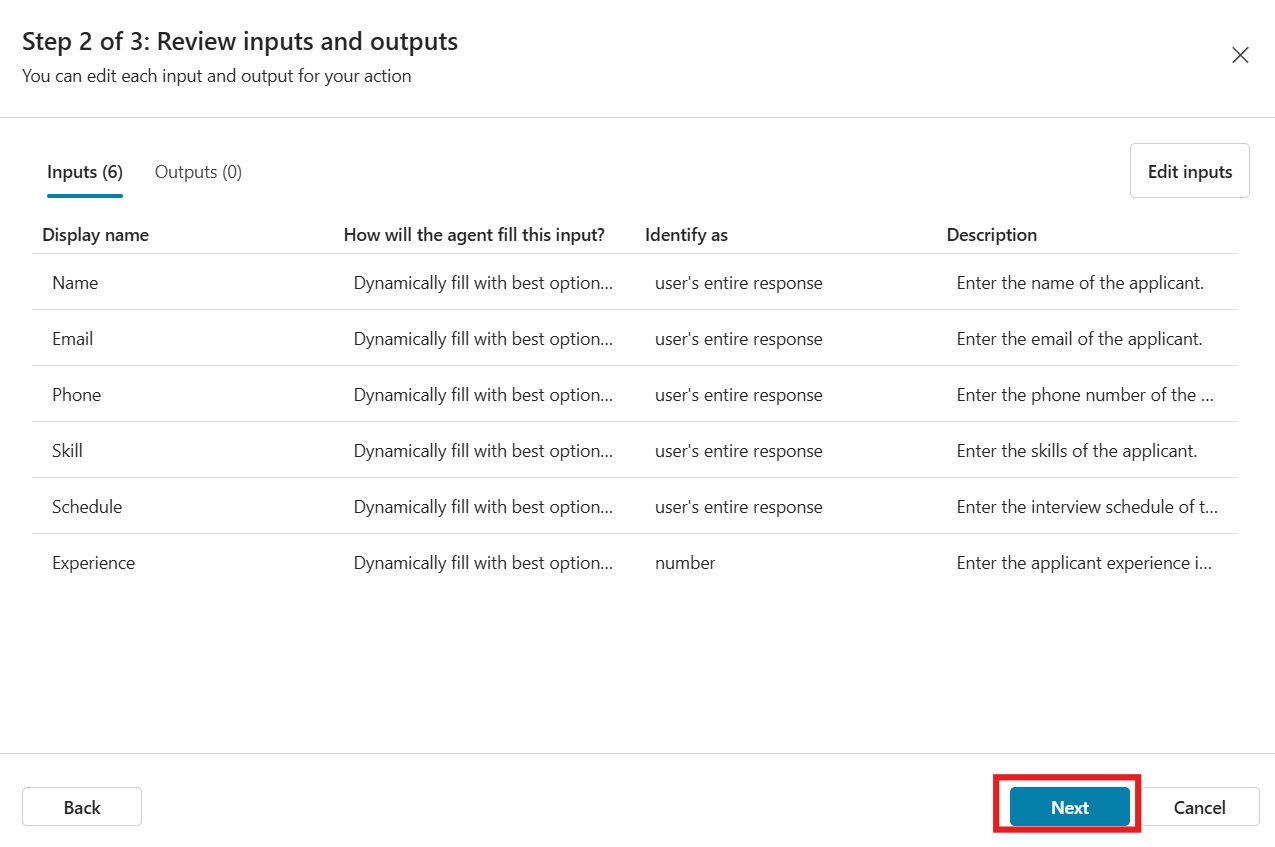 Step 2 of 3: Review inputs and outputs
You can edit each input and output for your action
Inputs (6) Outputs (0) Edit inputs
Display name How will the agent fill this input? Identify as Description
Name Dynamically fill with best option... user's entire response Enter the name of the applicant.
Email Dynamically fill with best option... user's entire response Enter the email of the applicant.
Phone Dynamically fill with best option... user's entire response Enter the phone number of the ...
Skill Dynamically fill with best option... user's entire response Enter the skills of the applicant.
Schedule Dynamically fill with best option... user's entire response Enter the interview schedule of t...
Experience Dynamically fill with best option... number Enter the applicant experience i...
Back Next Cancel